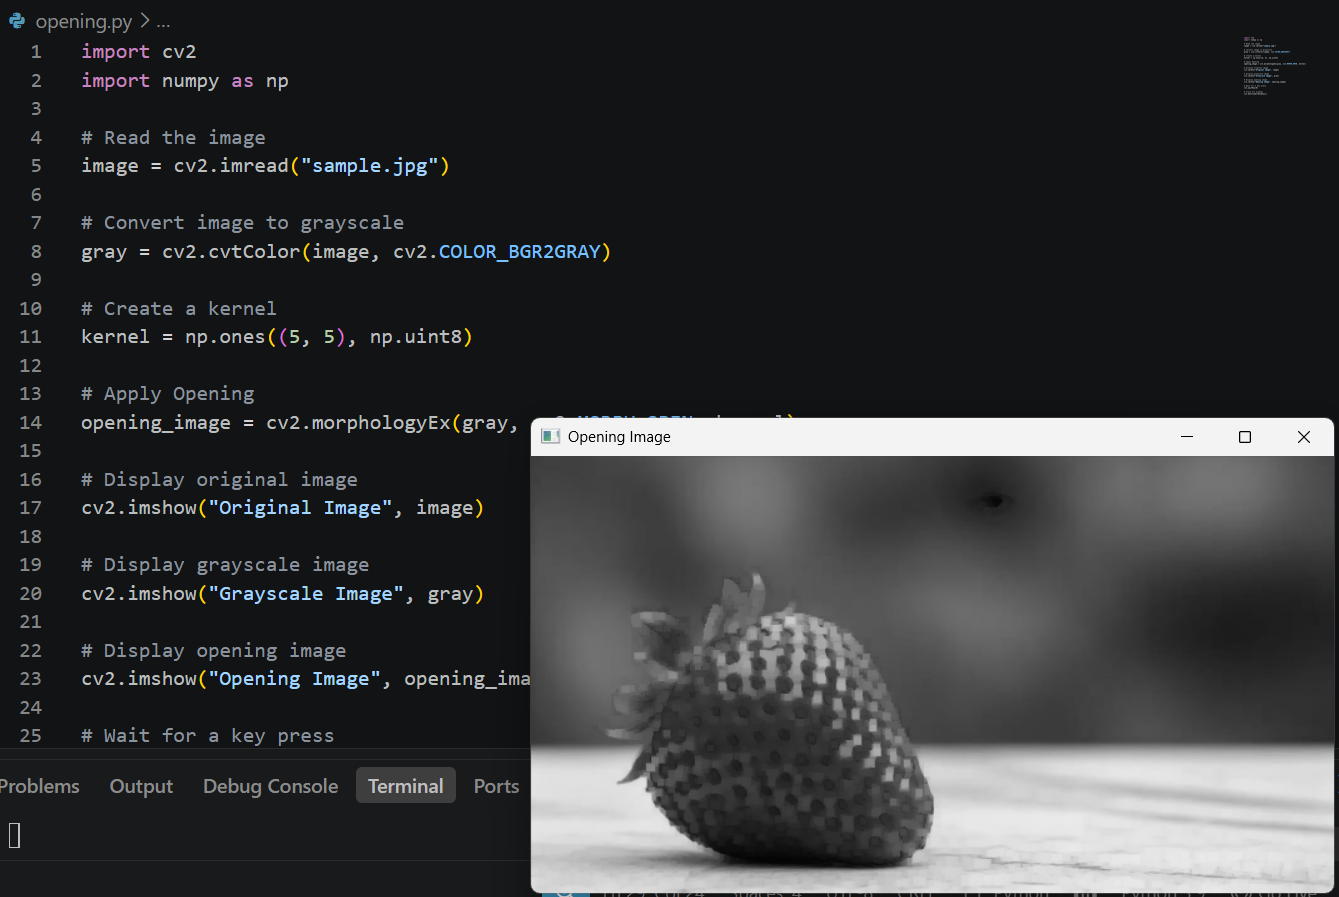 opening.py > ...
1 import cv2
2 import numpy as np
3
4 # Read the image
5 image = cv2.imread("sample.jpg")
6
7 # Convert image to grayscale
8 gray = cv2.cvtColor(image, cv2.COLOR_BGR2GRAY)
9
10 # Create a kernel
11 kernel = np.ones((5, 5), np.uint8)
12
13 # Apply Opening
14 opening_image = cv2.morphologyEx(gray,
15
16 # Display original image
17 cv2.imshow("Original Image", image)
18
19 # Display grayscale image
20 cv2.imshow("Grayscale Image", gray)
21
22 # Display opening image
23 cv2.imshow("Opening Image", opening_ima
24
25 # Wait for a key press
Opening Image
Problems Output Debug Console Terminal Ports